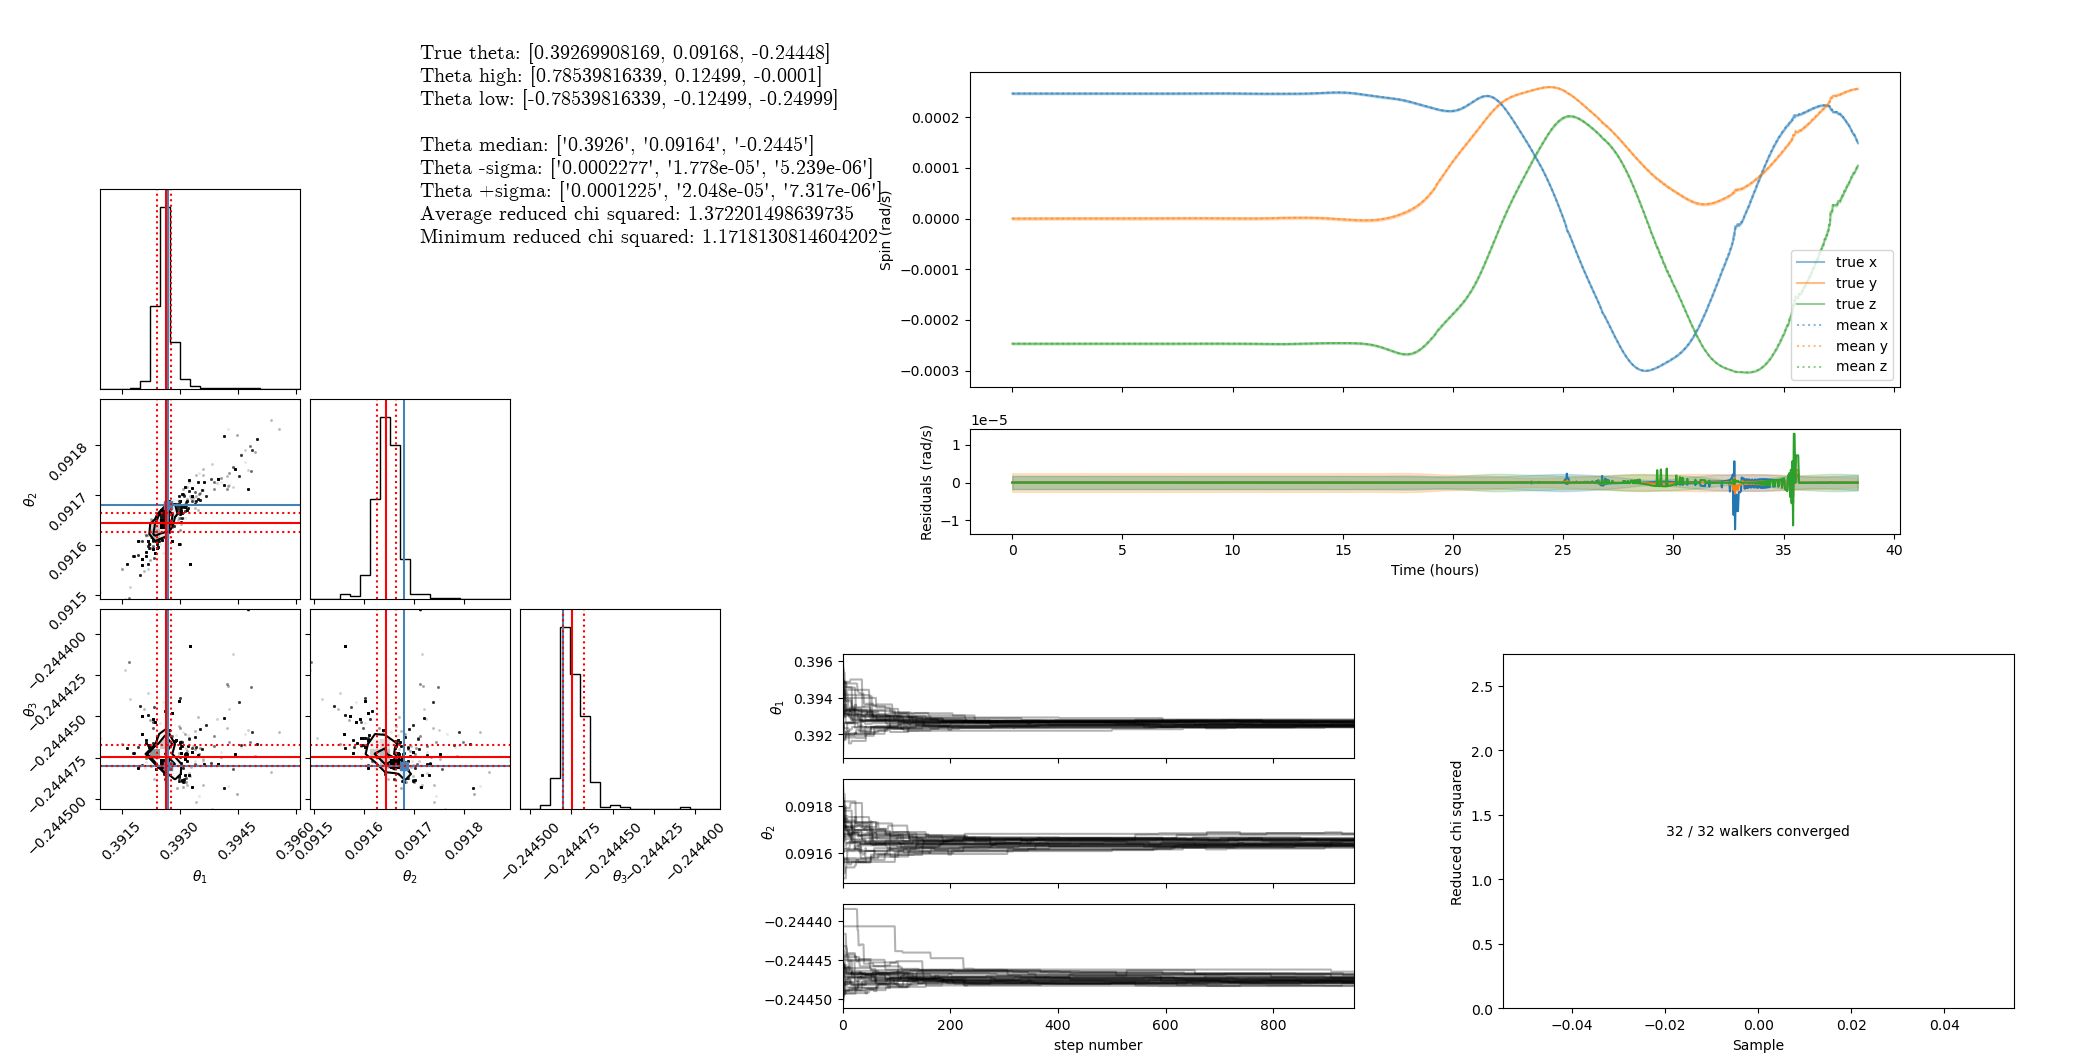 True theta: [0.39269908169, 0.09168, -0.24448]
Theta high: [0.78539816339, 0.12499, -0.0001]
Theta low: [-0.78539816339, -0.12499, -0.24999]
Theta median: ['0.3926', '0.09164', '-0.2445']
Theta -sigma: ['0.0002277', '1.778e-05', '5.239e-06']
Theta +sigma: ['0.0001225', '2.048e-05', '7.317e-06']
Average reduced chi squared: 1.372201498639735
Minimum reduced chi squared: 1.1718130814604202
Spin (rad/s)
0.0002
0.0001
0.0000
−0.0001
−0.0002
−0.0003
true x
true y
true z
mean x
mean y
mean z
1e−5
Residuals (rad/s)
1
0
−1
0 5 10 15 20 25 30 35 40
Time (hours)
θ2
0.0918
0.0917
0.0916
0.0915
θ3
−0.244400
−0.244425
−0.244450
−0.244475
−0.244500
0.3915 0.3930 0.3945 0.3960
θ1
0.0915 0.0916 0.0917 0.0918
θ2
−0.244500 −0.244475 −0.244450 −0.244425 −0.244400
θ3
θ1
0.396
0.394
0.392
θ2
0.0918
0.0916
−0.24440
−0.24445
−0.24450
0 200 400 600 800
step number
Reduced chi squared
2.5
2.0
1.5
1.0
0.5
0.0
32 / 32 walkers converged
−0.04 −0.02 0.00 0.02 0.04
Sample